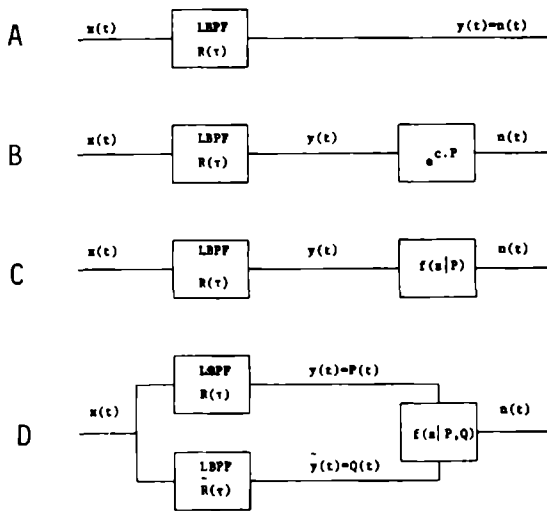 A x(t) LBPF R(τ) y(t)=n(t)
B x(t) LBPF R(τ) y(t) e^c.P n(t)
C x(t) LBPF R(τ) y(t) f(x|P) n(t)
LBPF R(τ) y(t)=P(t)
D x(t) f(x|P,Q) n(t)
LBPF R̃(τ) ỹ(t)=Q(t)